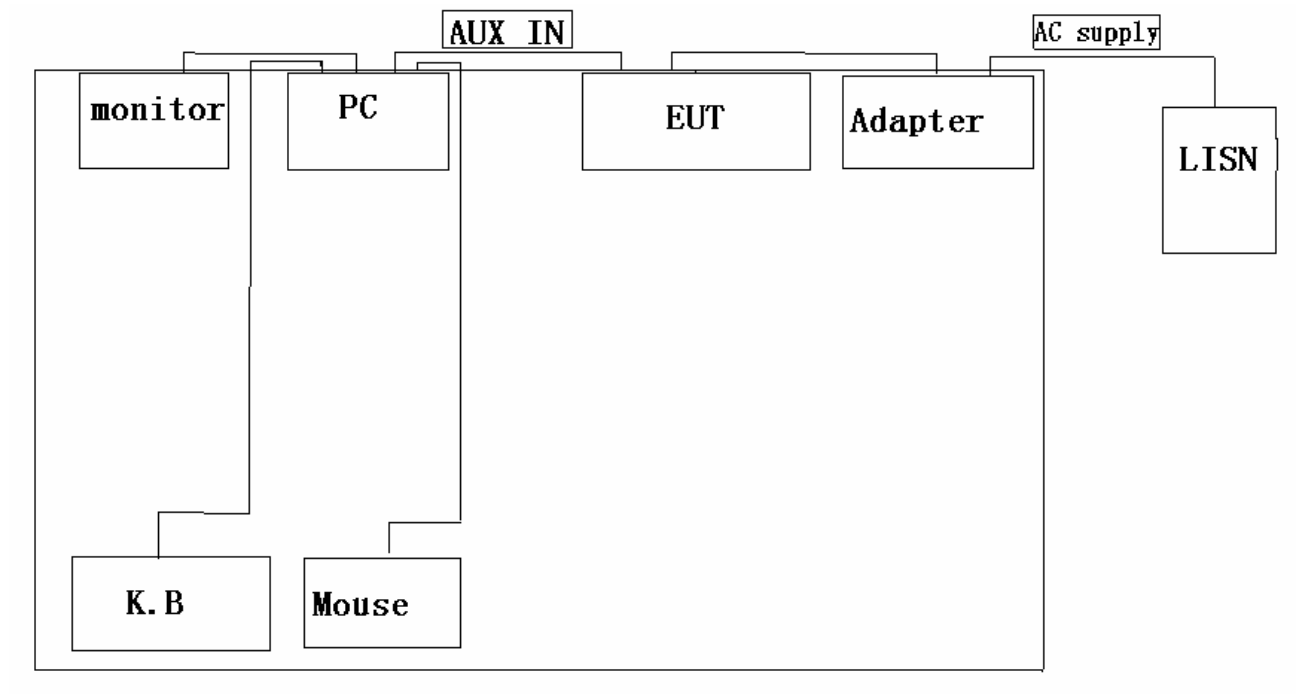 AUX IN
AC supply
monitor
PC
EUT
Adapter
LISN
K.B
Mouse